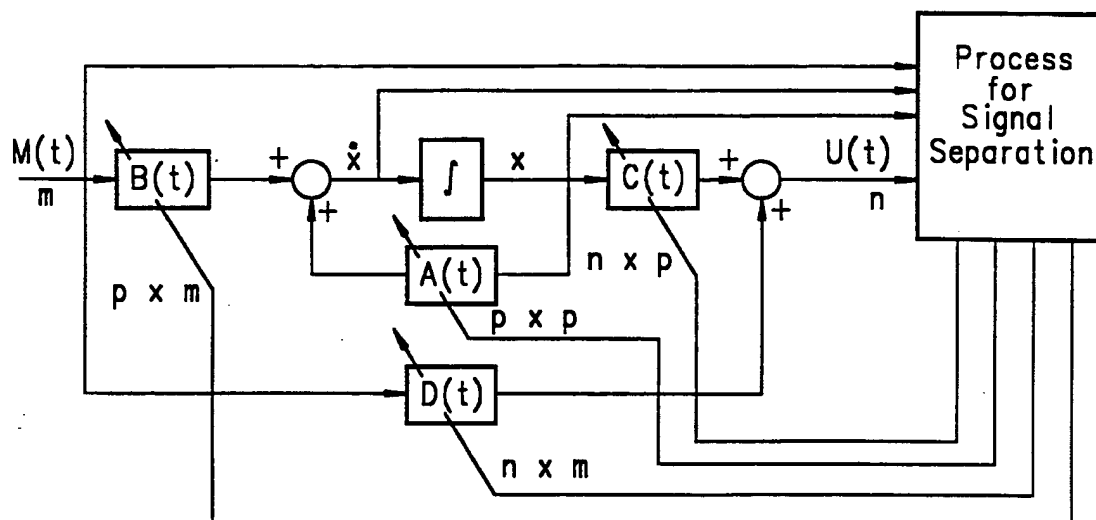 Process
for
Signal
Separation
M(t)
m
B(t)
+
+
ẋ
∫
x
C(t)
+
+
U(t)
n
A(t)
n x p
p x m
p x p
D(t)
n x m